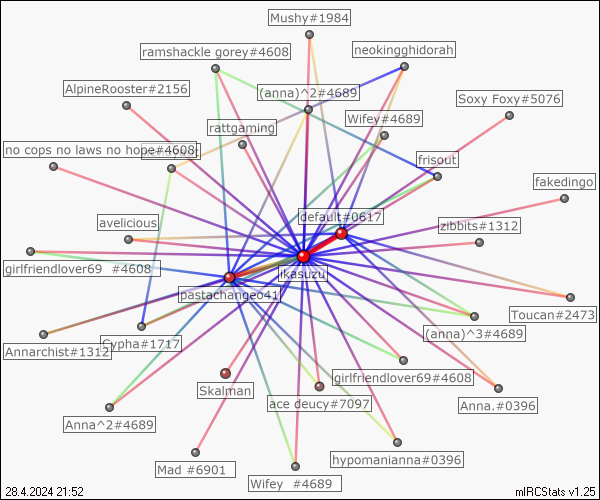 Mushy#1984
ramshackle gorey#4608
neokingghidorah
AlpineRooster#2156
(anna)^2#4689
Soxy Foxy#5076
Wifey#4689
rattgaming
no cops no laws no hope#4608
frisout
fakedingo
default#0617
avelicious
zibbits#1312
girlfriendlover69 #4608
ikasuzu
pastachangeo41
Toucan#2473
(anna)^3#4689
Cypha#1717
Annarchist#1312
girlfriendlover69#4608
Skalman
ace deucy#7097
Anna.#0396
Anna^2#4689
hypomanianna#0396
Mad #6901
Wifey #4689
28.4.2024 21:52
mIRCStats v1.25